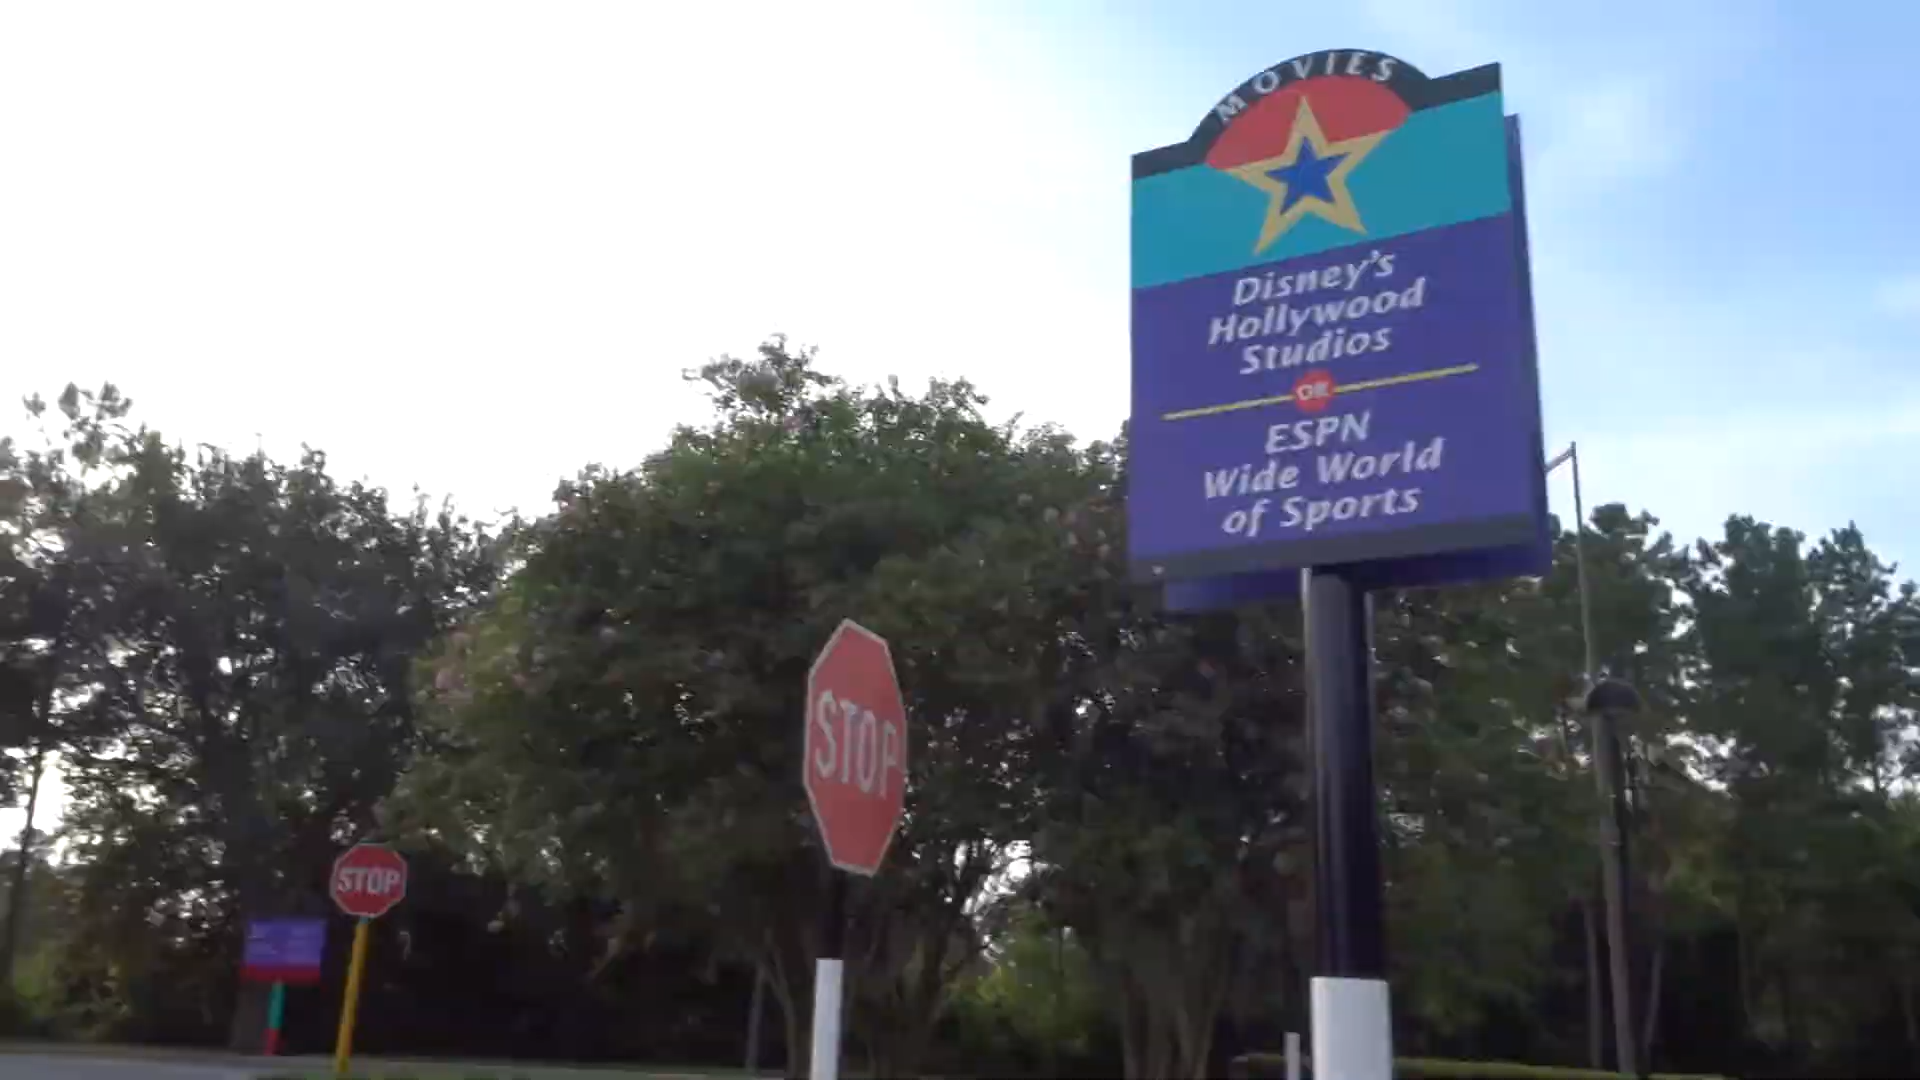 MOVIES
Disney's
Hollywood
Studios
OR
ESPN
Wide World
of Sports
STOP
STOP